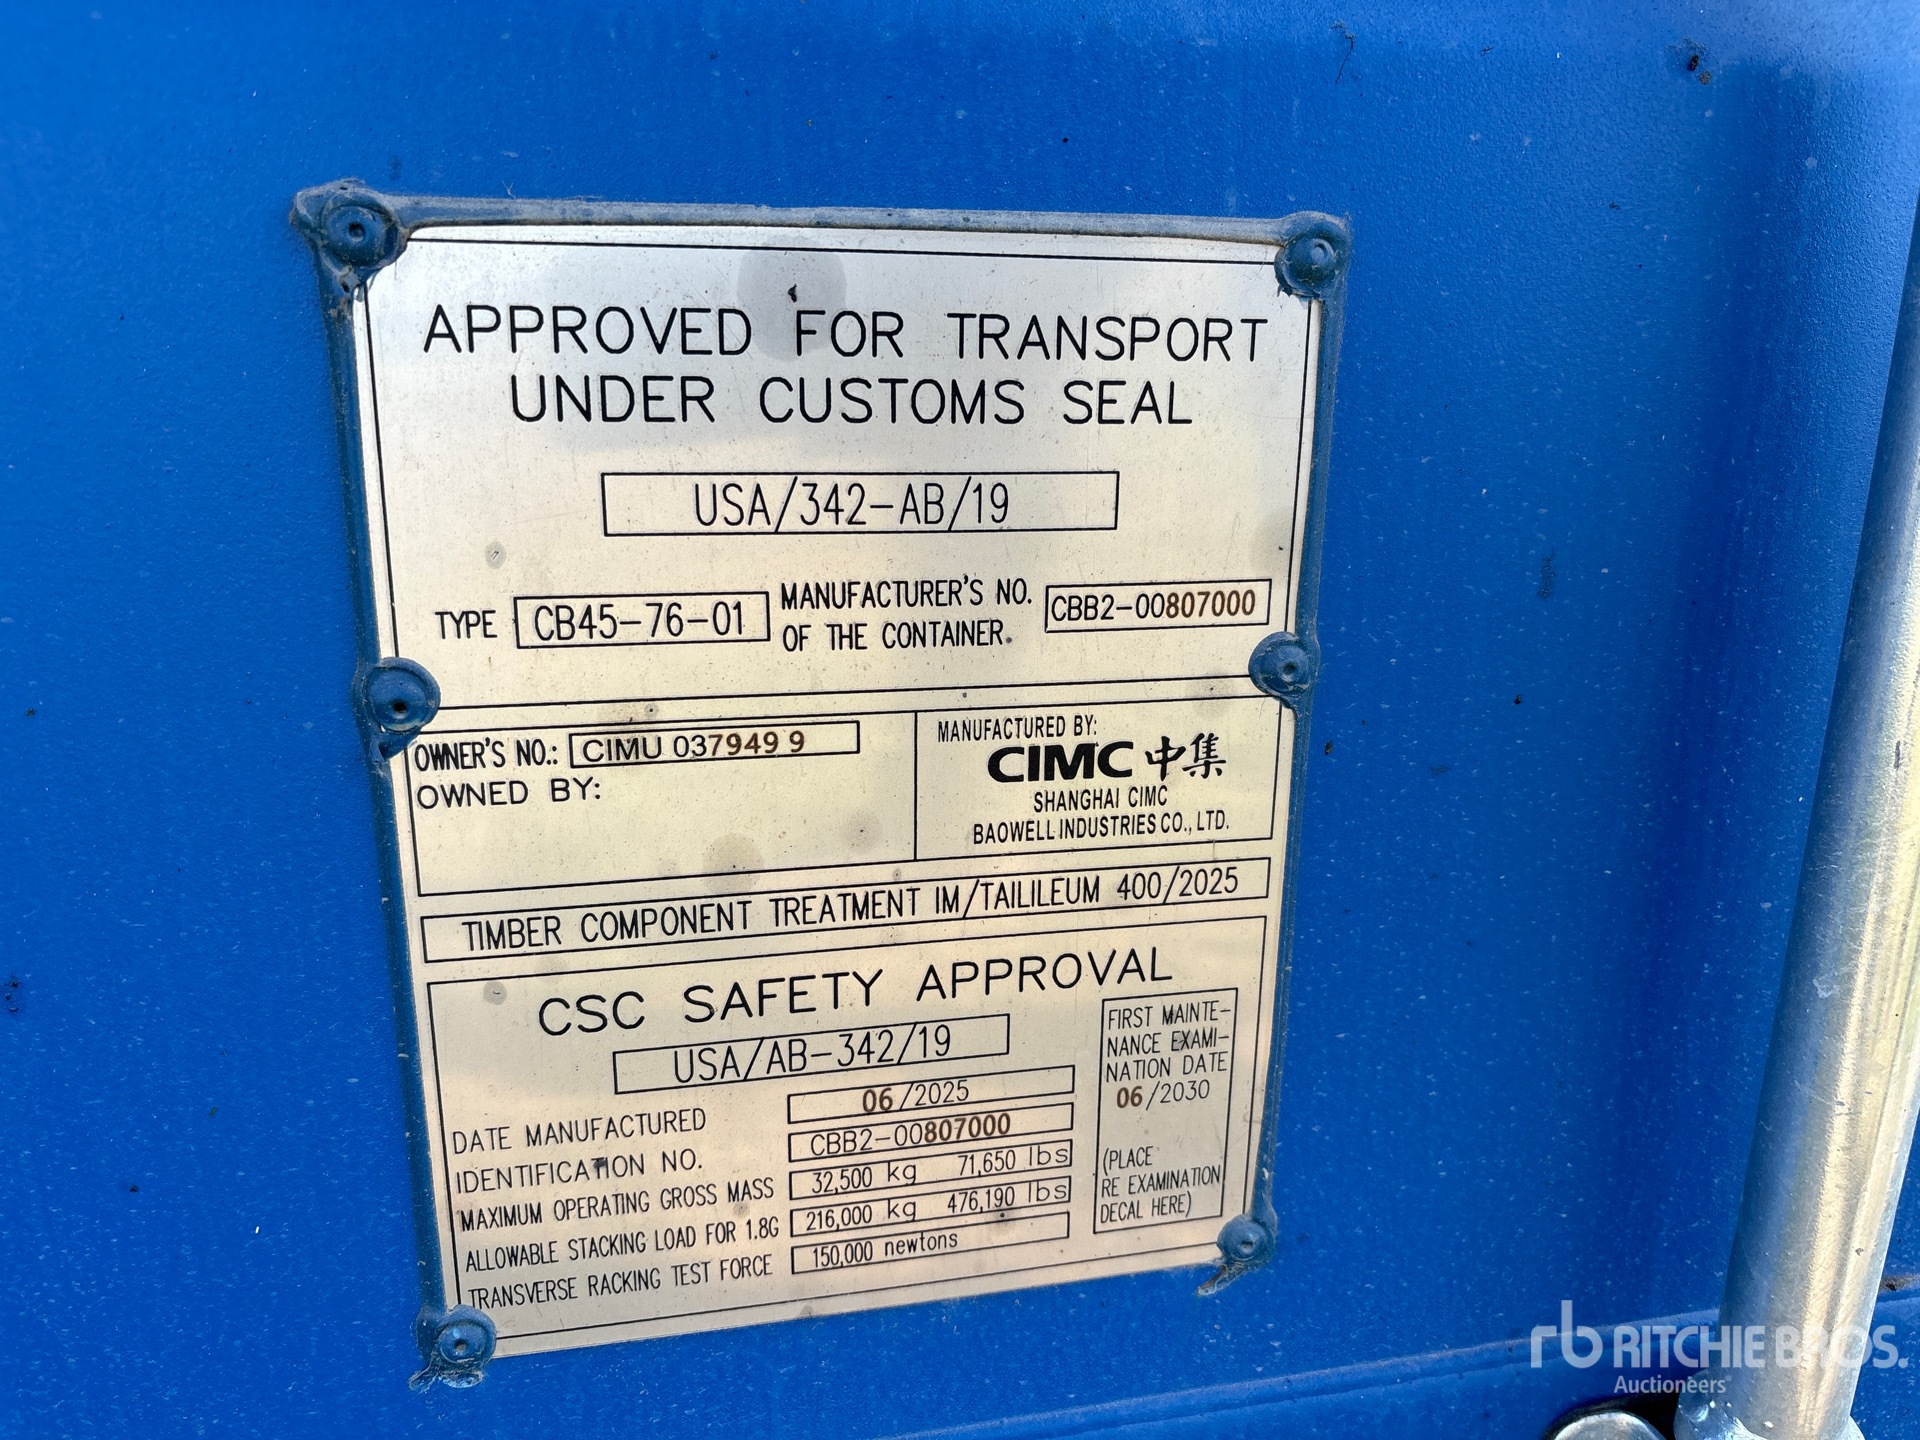 APPROVED FOR TRANSPORT
UNDER CUSTOMS SEAL
USA/342-AB/19
TYPE CB45-76-01 MANUFACTURER'S NO. OF THE CONTAINER. CBB2-00807000
OWNER'S NO.: CIMU 037949 9
OWNED BY:
MANUFACTURED BY:
CIMC 中集
SHANGHAI CIMC
BAOWELL INDUSTRIES CO., LTD.
TIMBER COMPONENT TREATMENT IM/TAILILEUM 400/2025
CSC SAFETY APPROVAL
USA/AB-342/19
DATE MANUFACTURED 06/2025
IDENTIFICATION NO. CBB2-00807000
MAXIMUM OPERATING GROSS MASS 32,500 kg 71,650 lbs
ALLOWABLE STACKING LOAD FOR 1.8G 216,000 kg 476,190 lbs
TRANSVERSE RACKING TEST FORCE 150,000 newtons
FIRST MAINTE-
NANCE EXAMI-
NATION DATE
06/2030
(PLACE
RE EXAMINATION
DECAL HERE)
rb RITCHIE BROS.
Auctioneers